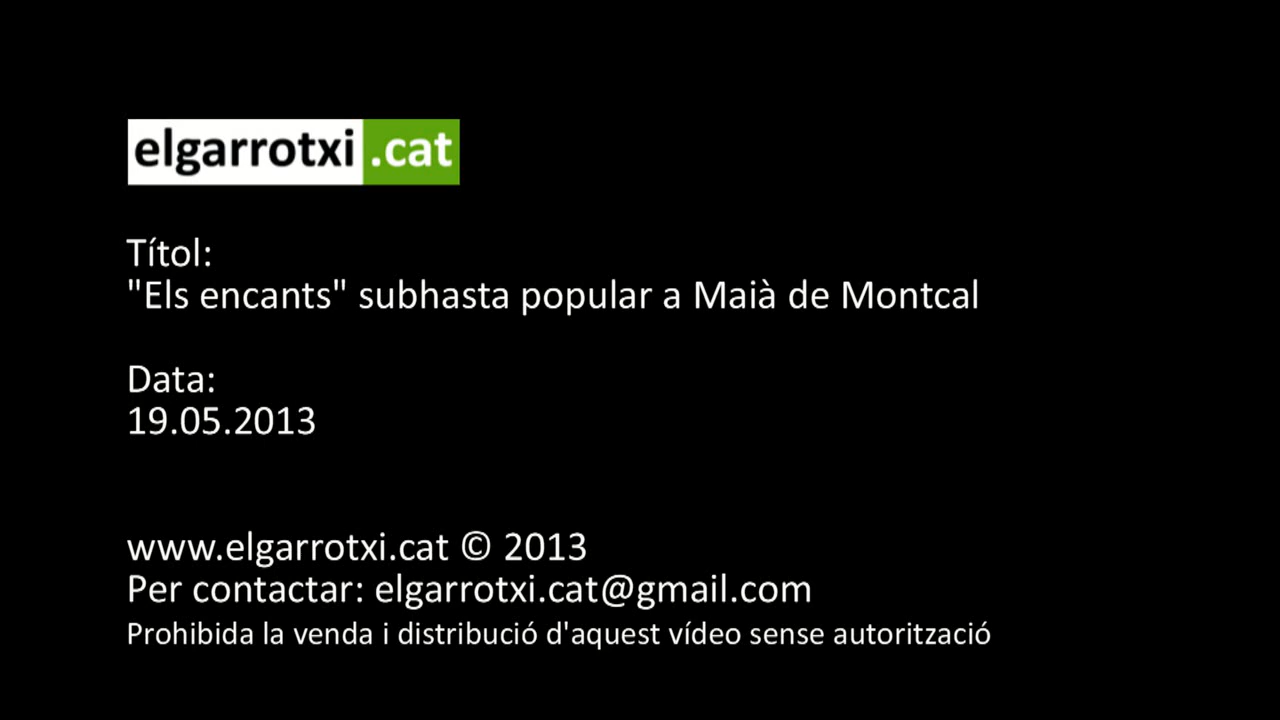 elgarrotxi.cat
Títol:
"Els encants" subhasta popular a Maià de Montcal
Data:
19.05.2013
www.elgarrotxi.cat © 2013
Per contactar: elgarrotxi.cat@gmail.com
Prohibida la venda i distribució d'aquest vídeo sense autorització